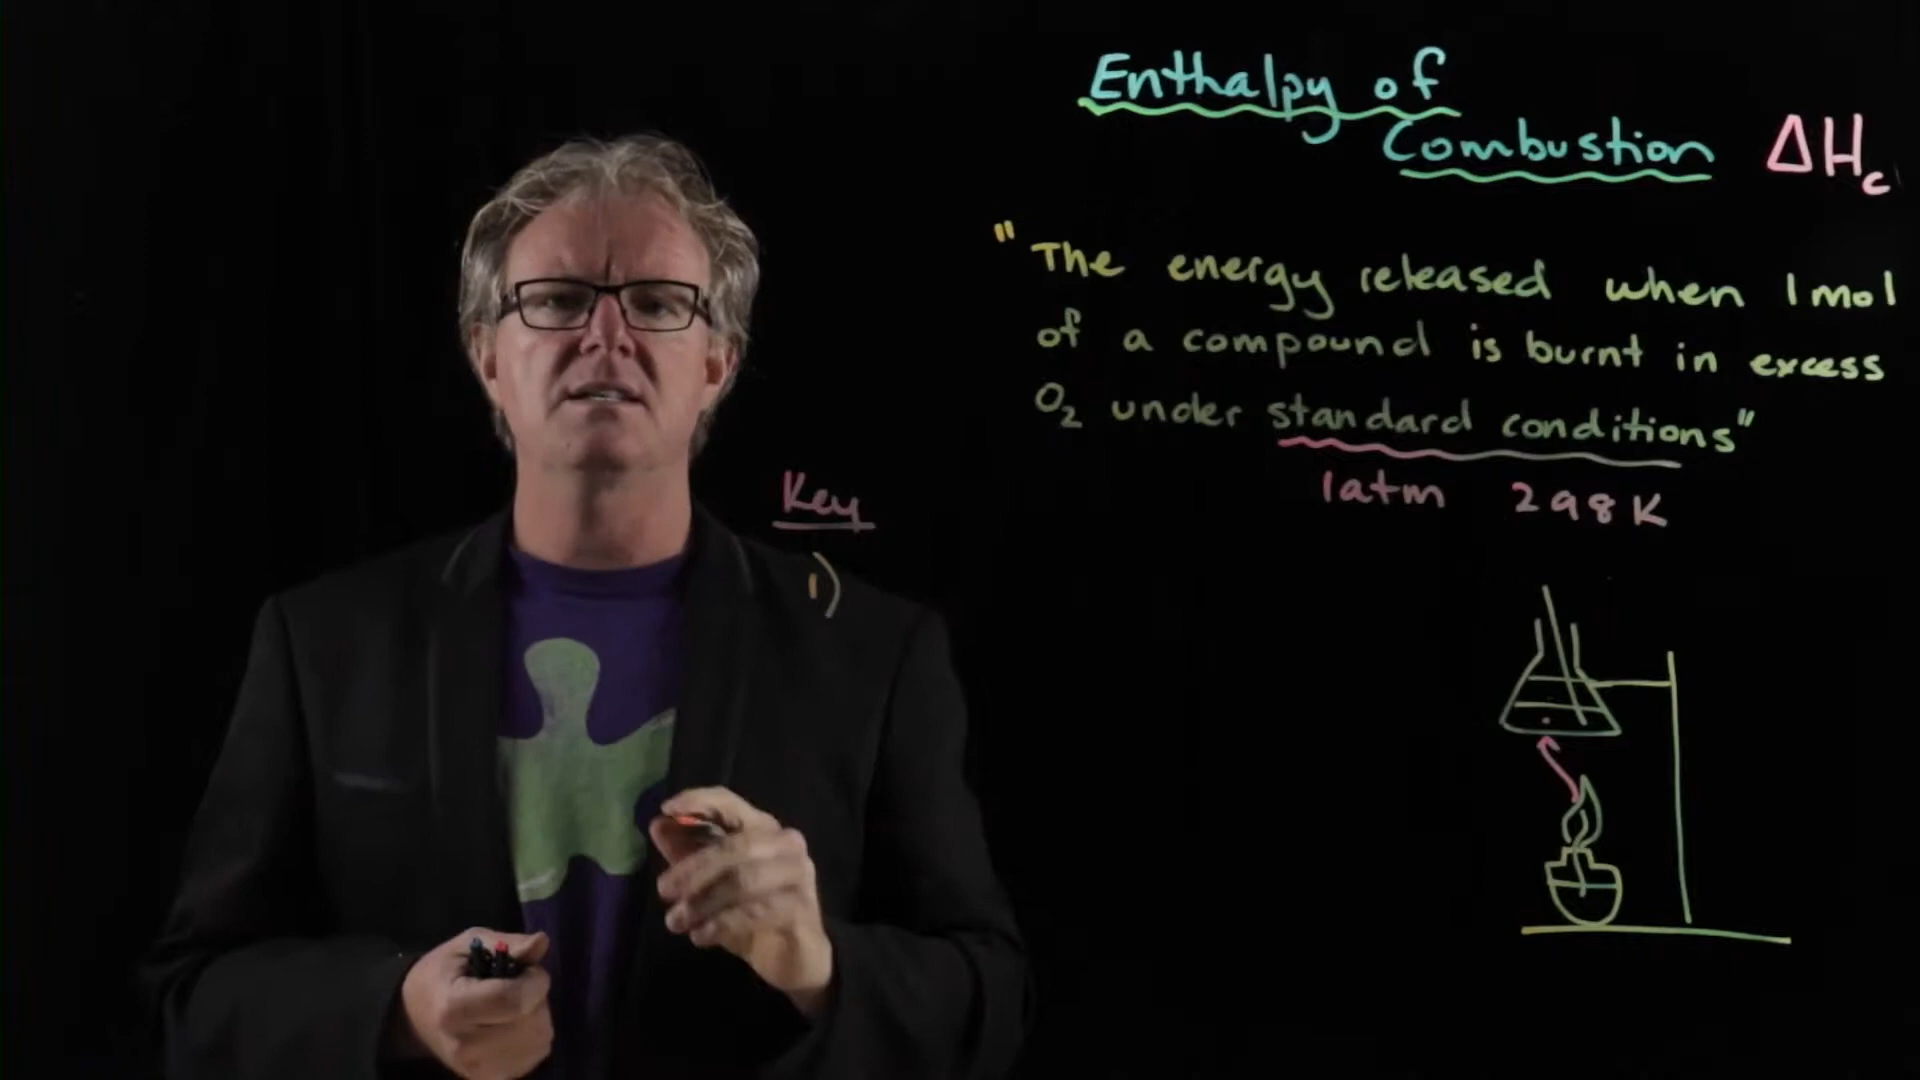 Enthalpy of
Combustion ΔHc
"The energy released when 1mol
of a compound is burnt in excess
O₂ under standard conditions"
1atm 298K
Key
1)